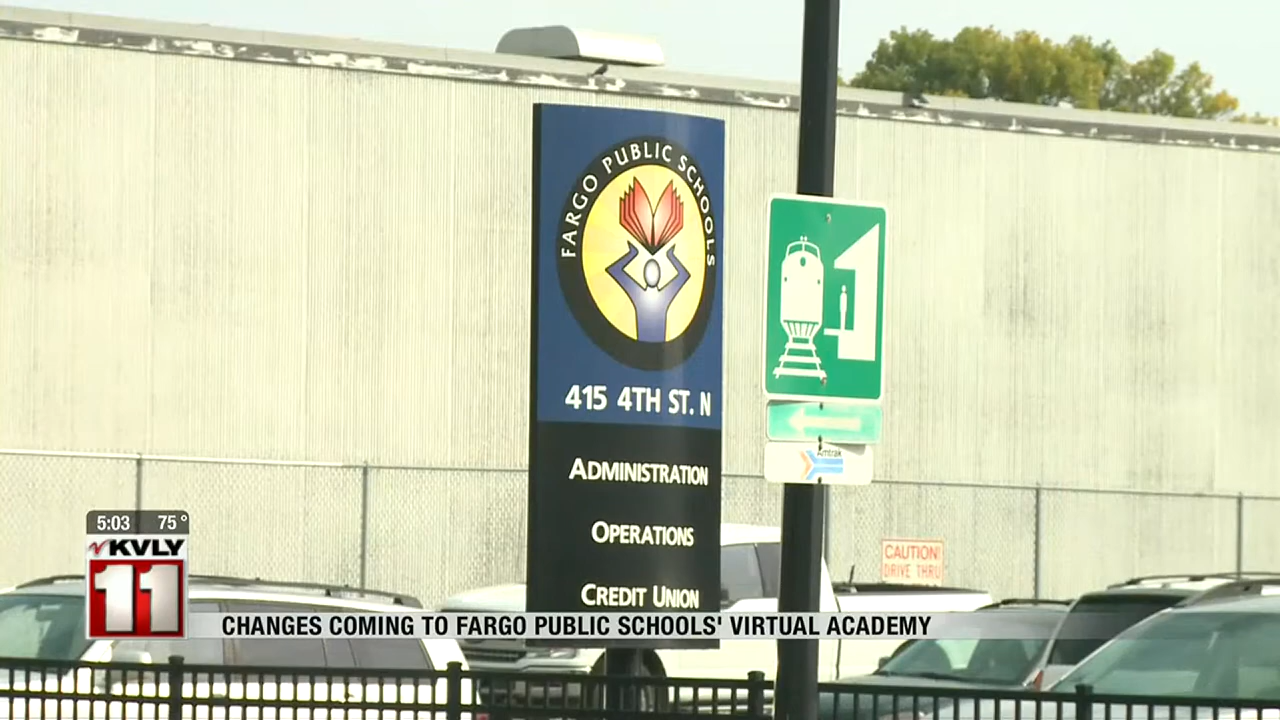 FARGO PUBLIC SCHOOLS
415 4TH ST. N
ADMINISTRATION
OPERATIONS
CREDIT UNION
Amtrak
CAUTION!
DRIVE THRU
5:03 75°
KVLY
11
CHANGES COMING TO FARGO PUBLIC SCHOOLS' VIRTUAL ACADEMY